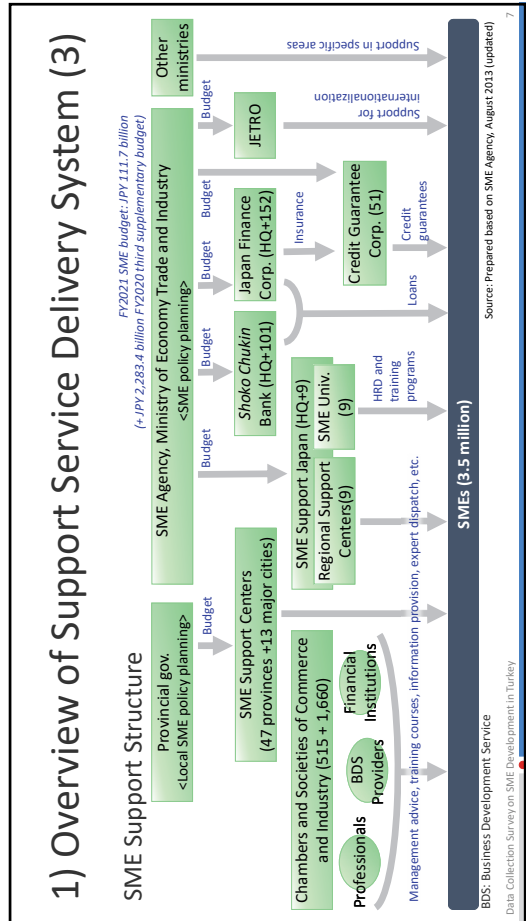 1) Overview of Support Service Delivery System (3)
SME Support Structure
FY2021 SME budget: JPY 111.7 billion
(+ JPY 2,283.4 billion FY2020 third supplementary budget)
Provincial gov.
<Local SME policy planning>
SME Agency, Ministry of Economy Trade and Industry
<SME policy planning>
Other
ministries
Budget
Budget
Budget
Budget
Budget
Budget
SME Support Centers
(47 provinces +13 major cities)
Shoko Chukin
Bank (HQ+101)
Japan Finance
Corp. (HQ+152)
JETRO
Chambers and Societies of Commerce
and Industry (515 + 1,660)
Professionals
BDS
Providers
Financial
Institutions
SME Support Japan (HQ+9)
Regional Support
Centers(9)
SME Univ.
(9)
Insurance
Credit Guarantee
Corp. (51)
Support for
internationalization
Support in specific areas
Management advice, training courses, information provision, expert dispatch, etc.
HRD and
training
programs
Loans
Credit
guarantees
SMEs (3.5 million)
BDS: Business Development Service
Source: Prepared based on SME Agency, August 2013 (updated)
Data Collection Survey on SME Development in Turkey
7